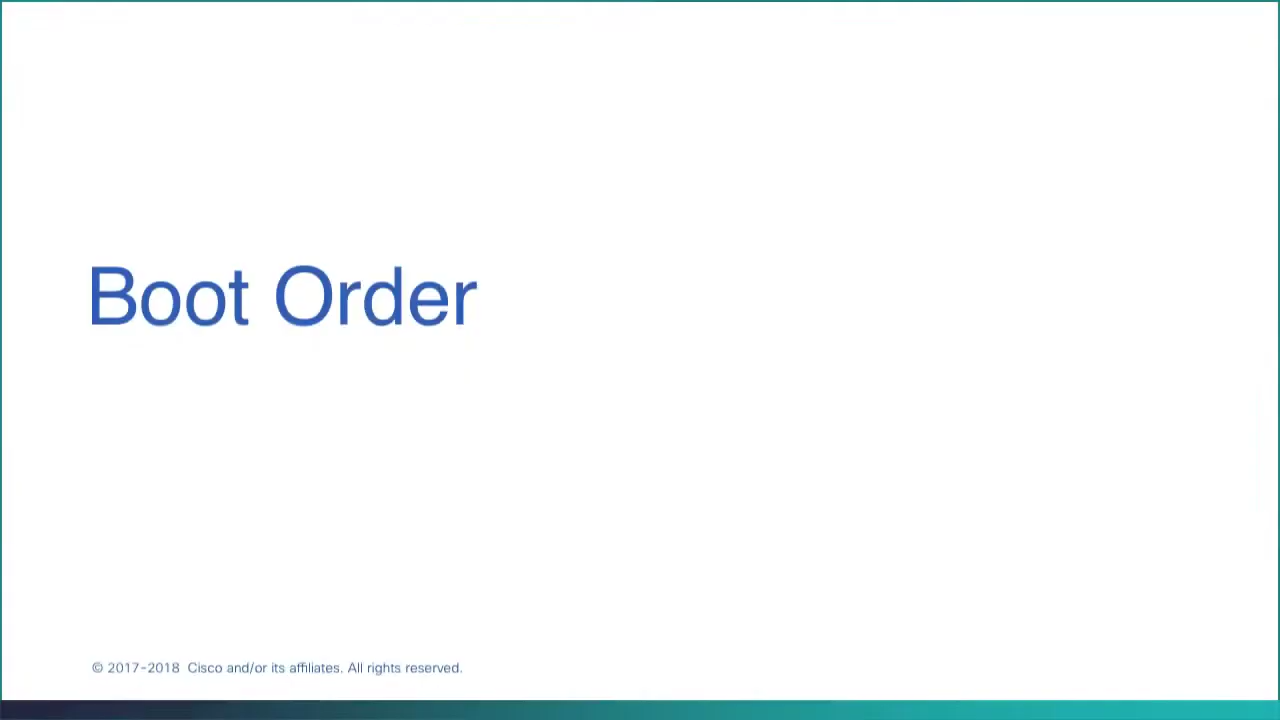 Boot Order
© 2017-2018 Cisco and/or its affiliates. All rights reserved.